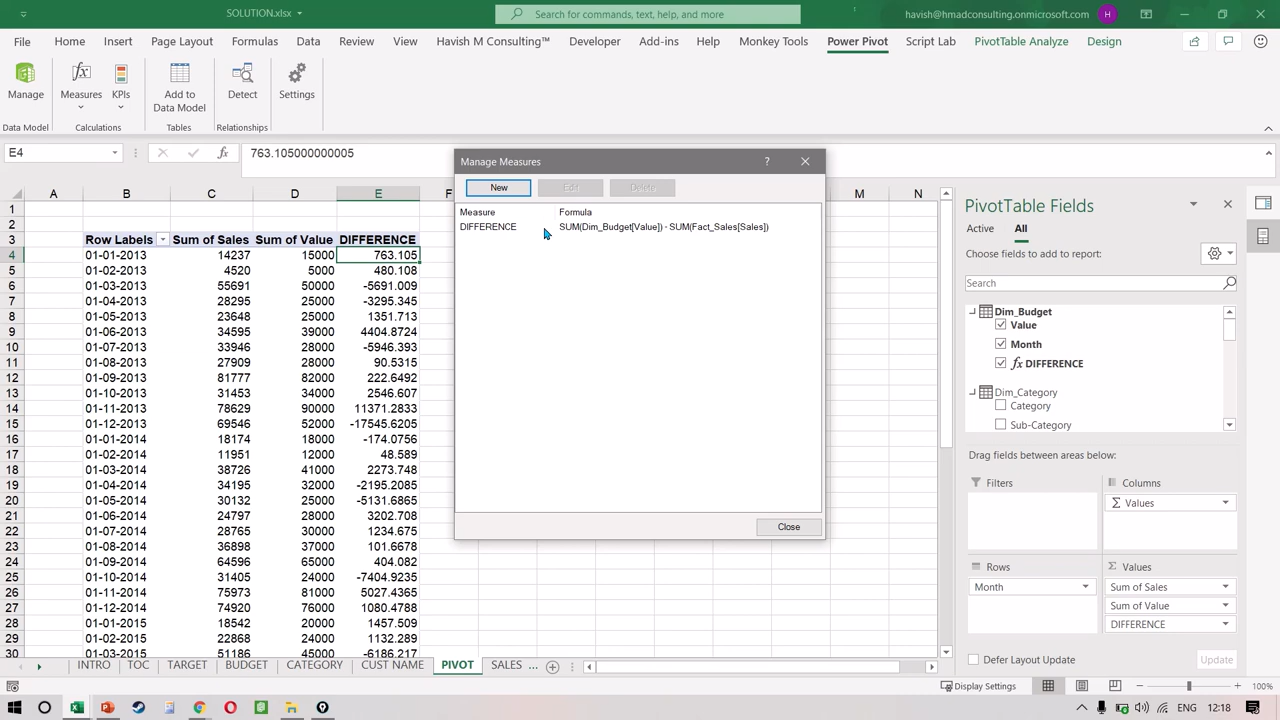 SOLUTION.xlsx
Search for commands, text, help, and more...
havish@hmadconsulting.onmicrosoft.com
H
File Home Insert Page Layout Formulas Data Review View Havish M Consulting™ Developer Add-ins Help Monkey Tools Power Pivot Script Lab PivotTable Analyze Design
Manage Measures KPIs Add to Data Model Detect Settings
Data Model Calculations Tables Relationships
E4 fx 763.105000000005
Manage Measures ?
New Edit Delete
Measure Formula
DIFFERENCE SUM(Dim_Budget[Value]) - SUM(Fact_Sales[Sales])
Close
A B C D E F M N
1
2
3 Row Labels Sum of Sales Sum of Value DIFFERENCE
4 01-01-2013 14237 15000 763.105
5 01-02-2013 4520 5000 480.108
6 01-03-2013 55691 50000 -5691.009
7 01-04-2013 28295 25000 -3295.345
8 01-05-2013 23648 25000 1351.713
9 01-06-2013 34595 39000 4404.8724
10 01-07-2013 33946 28000 -5946.393
11 01-08-2013 27909 28000 90.5315
12 01-09-2013 81777 82000 222.6492
13 01-10-2013 31453 34000 2546.607
14 01-11-2013 78629 90000 11371.2833
15 01-12-2013 69546 52000 -17545.6205
16 01-01-2014 18174 18000 -174.0756
17 01-02-2014 11951 12000 48.589
18 01-03-2014 38726 41000 2273.748
19 01-04-2014 34195 32000 -2195.2085
20 01-05-2014 30132 25000 -5131.6865
21 01-06-2014 24797 28000 3202.708
22 01-07-2014 28765 30000 1234.675
23 01-08-2014 36898 37000 101.6678
24 01-09-2014 64596 65000 404.082
25 01-10-2014 31405 24000 -7404.9235
26 01-11-2014 75973 81000 5027.4365
27 01-12-2014 74920 76000 1080.4788
28 01-01-2015 18542 20000 1457.509
29 01-02-2015 22868 24000 1132.289
30 01-03-2015 51186 45000 -6186.217
PivotTable Fields
Active All
Choose fields to add to report:
Search
Dim_Budget
Value
Month
fx DIFFERENCE
Dim_Category
Category
Sub-Category
Drag fields between areas below:
Filters Columns
Σ Values
Rows Σ Values
Month Sum of Sales
Sum of Value
DIFFERENCE
Defer Layout Update Update
INTRO TOC TARGET BUDGET CATEGORY CUST NAME PIVOT SALES ...
Display Settings 100%
ENG 12:18